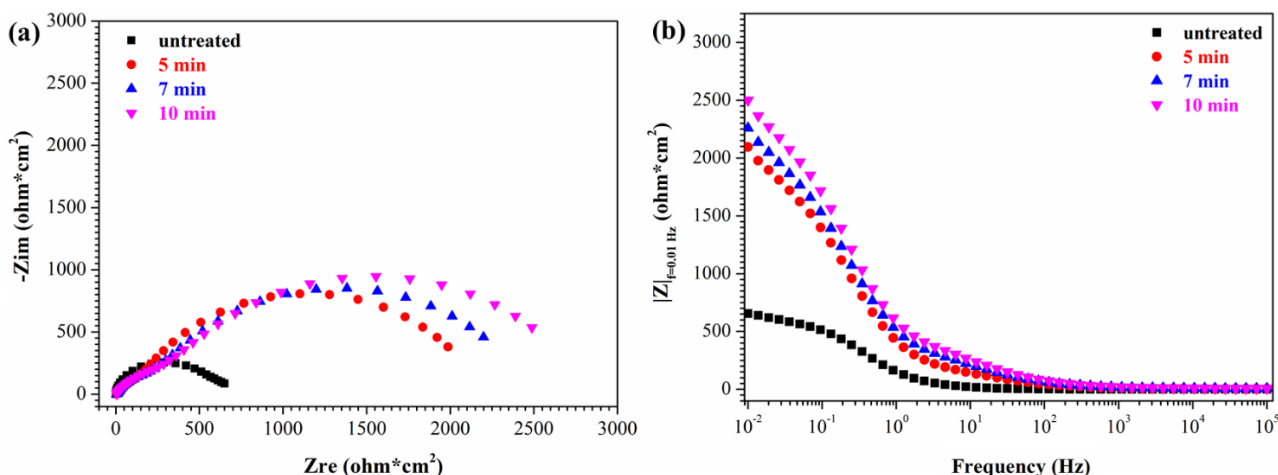 (a)
untreated
5 min
7 min
10 min
3000
2500
2000
1500
1000
500
0
-Zim (ohm*cm²)
0 500 1000 1500 2000 2500 3000
Zre (ohm*cm²)
(b)
untreated
5 min
7 min
10 min
3000
2500
2000
1500
1000
500
0
|Z|f=0.01 Hz (ohm*cm²)
10⁻² 10⁻¹ 10⁰ 10¹ 10² 10³ 10⁴ 10⁵
Frequency (Hz)